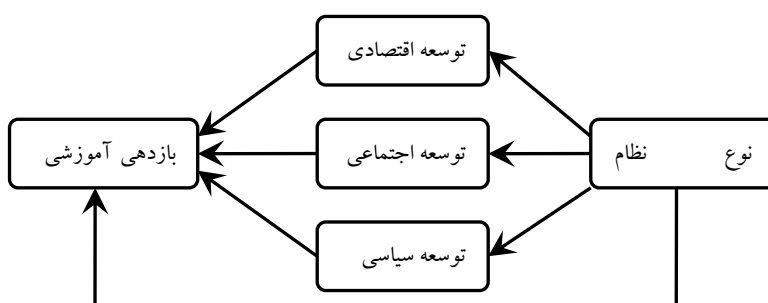 توسعه اقتصادی
نوع نظام
توسعه اجتماعی
بازدهی آموزشی
توسعه سیاسی